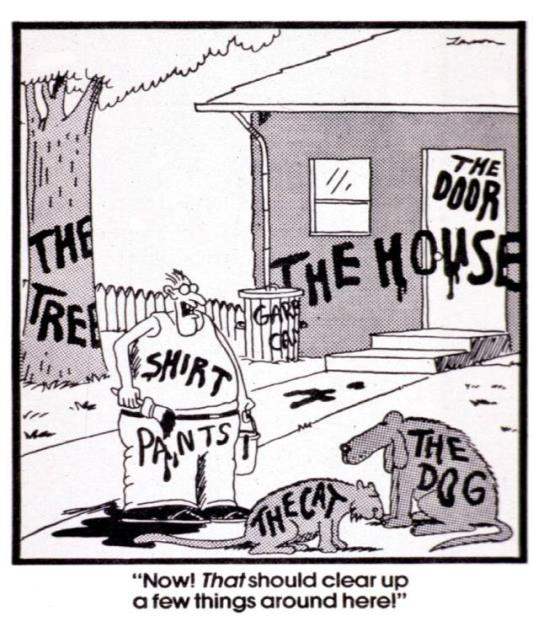 Larson
THE
TREE
THE
DOOR
THE HOUSE
GARB
CAN
SHIRT
PANTS
THE CAT
THE
DOG
"Now! That should clear up
a few things around here!"